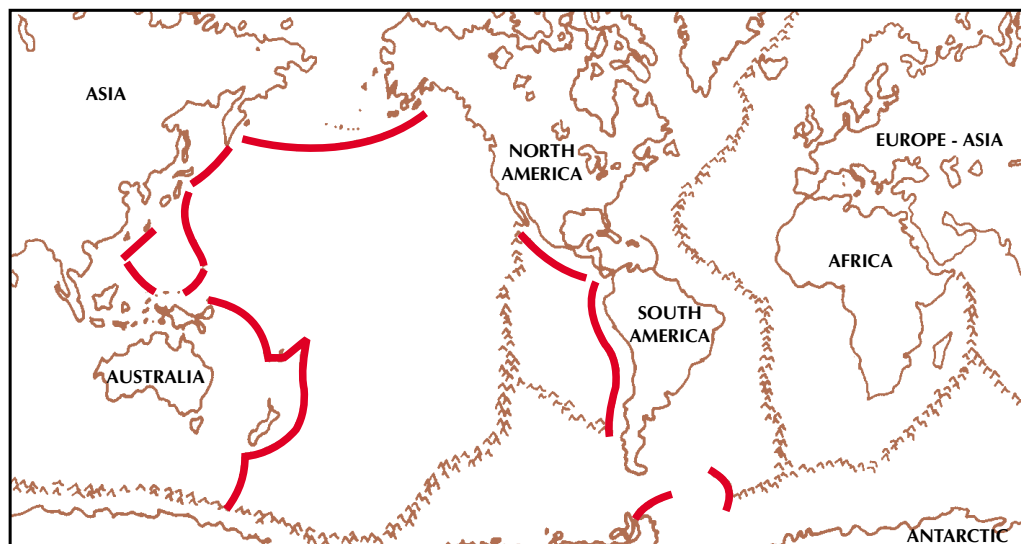 ASIA
NORTH
AMERICA
EUROPE - ASIA
AFRICA
SOUTH
AMERICA
AUSTRALIA
ANTARCTIC